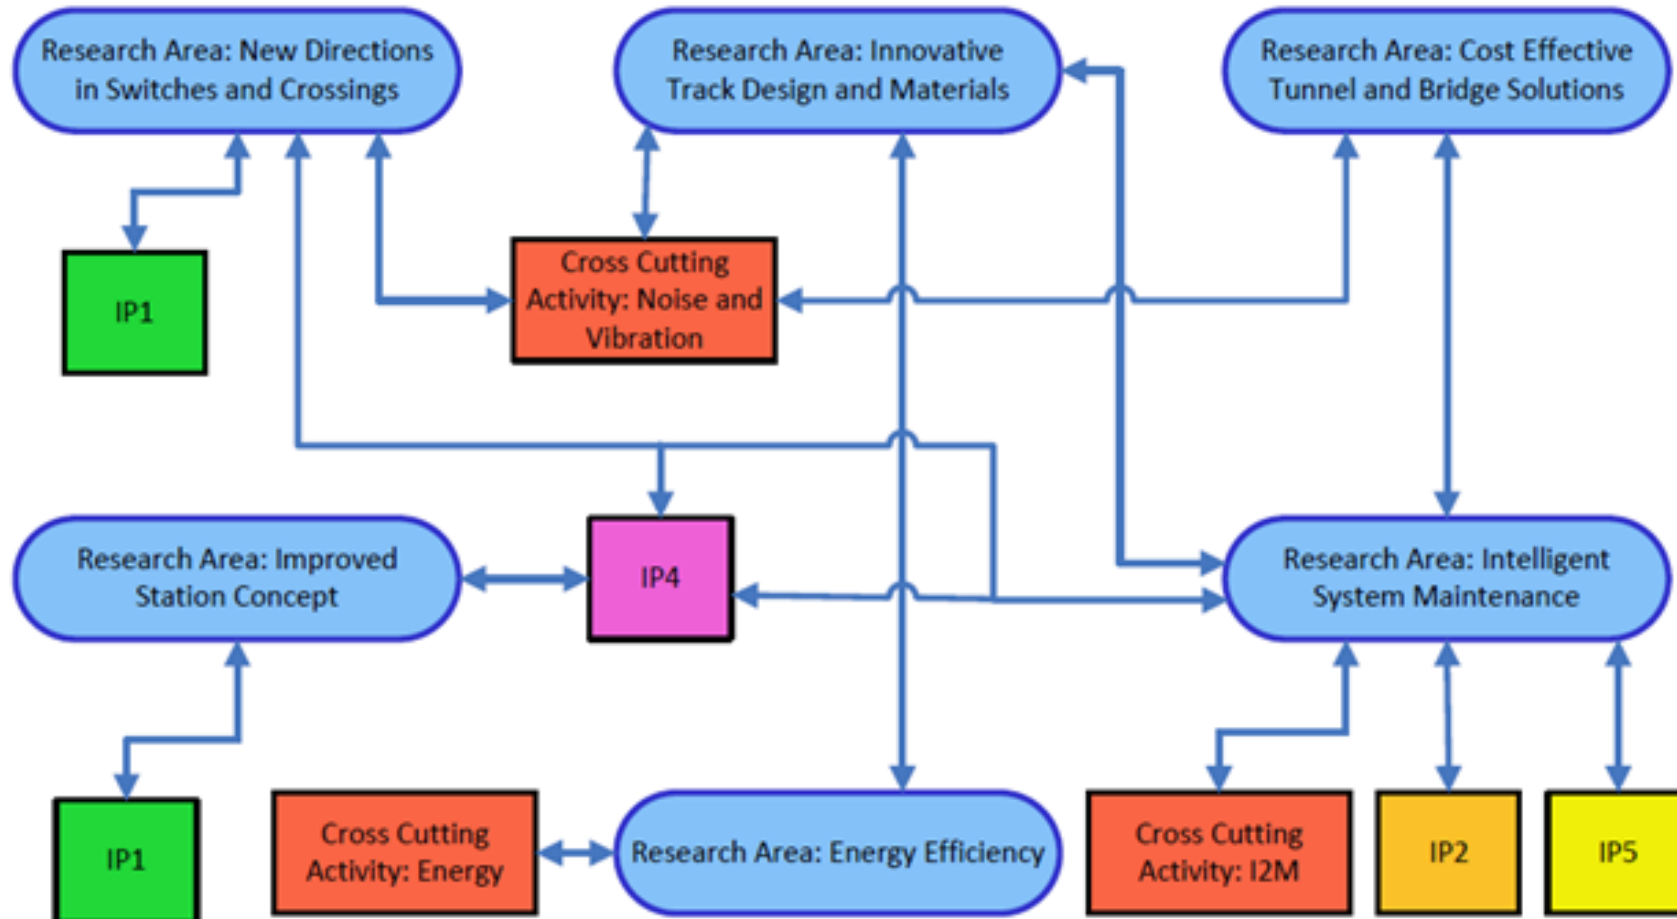 Research Area: New Directions
in Switches and Crossings
Research Area: Innovative
Track Design and Materials
Research Area: Cost Effective
Tunnel and Bridge Solutions
IP1
Cross Cutting
Activity: Noise and
Vibration
Research Area: Improved
Station Concept
IP4
Research Area: Intelligent
System Maintenance
IP1
Cross Cutting
Activity: Energy
Research Area: Energy Efficiency
Cross Cutting
Activity: I2M
IP2
IP5